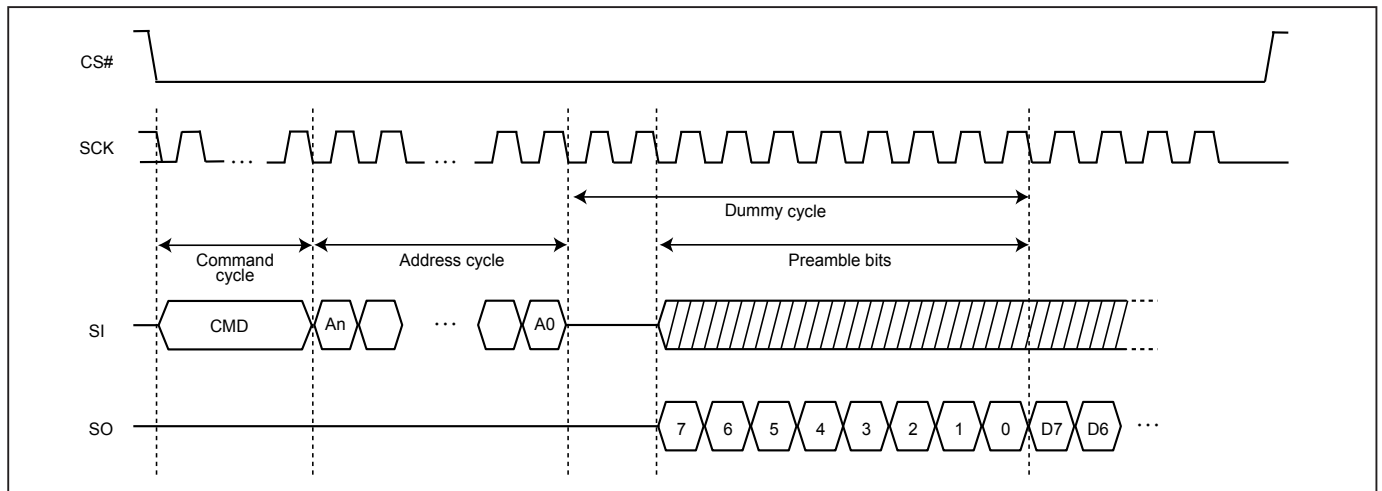 CS#
SCK
...
...
Dummy cycle
Command
cycle
Address cycle
Preamble bits
SI
CMD
An
...
A0
SO
7 6 5 4 3 2 1 0 D7 D6 ...